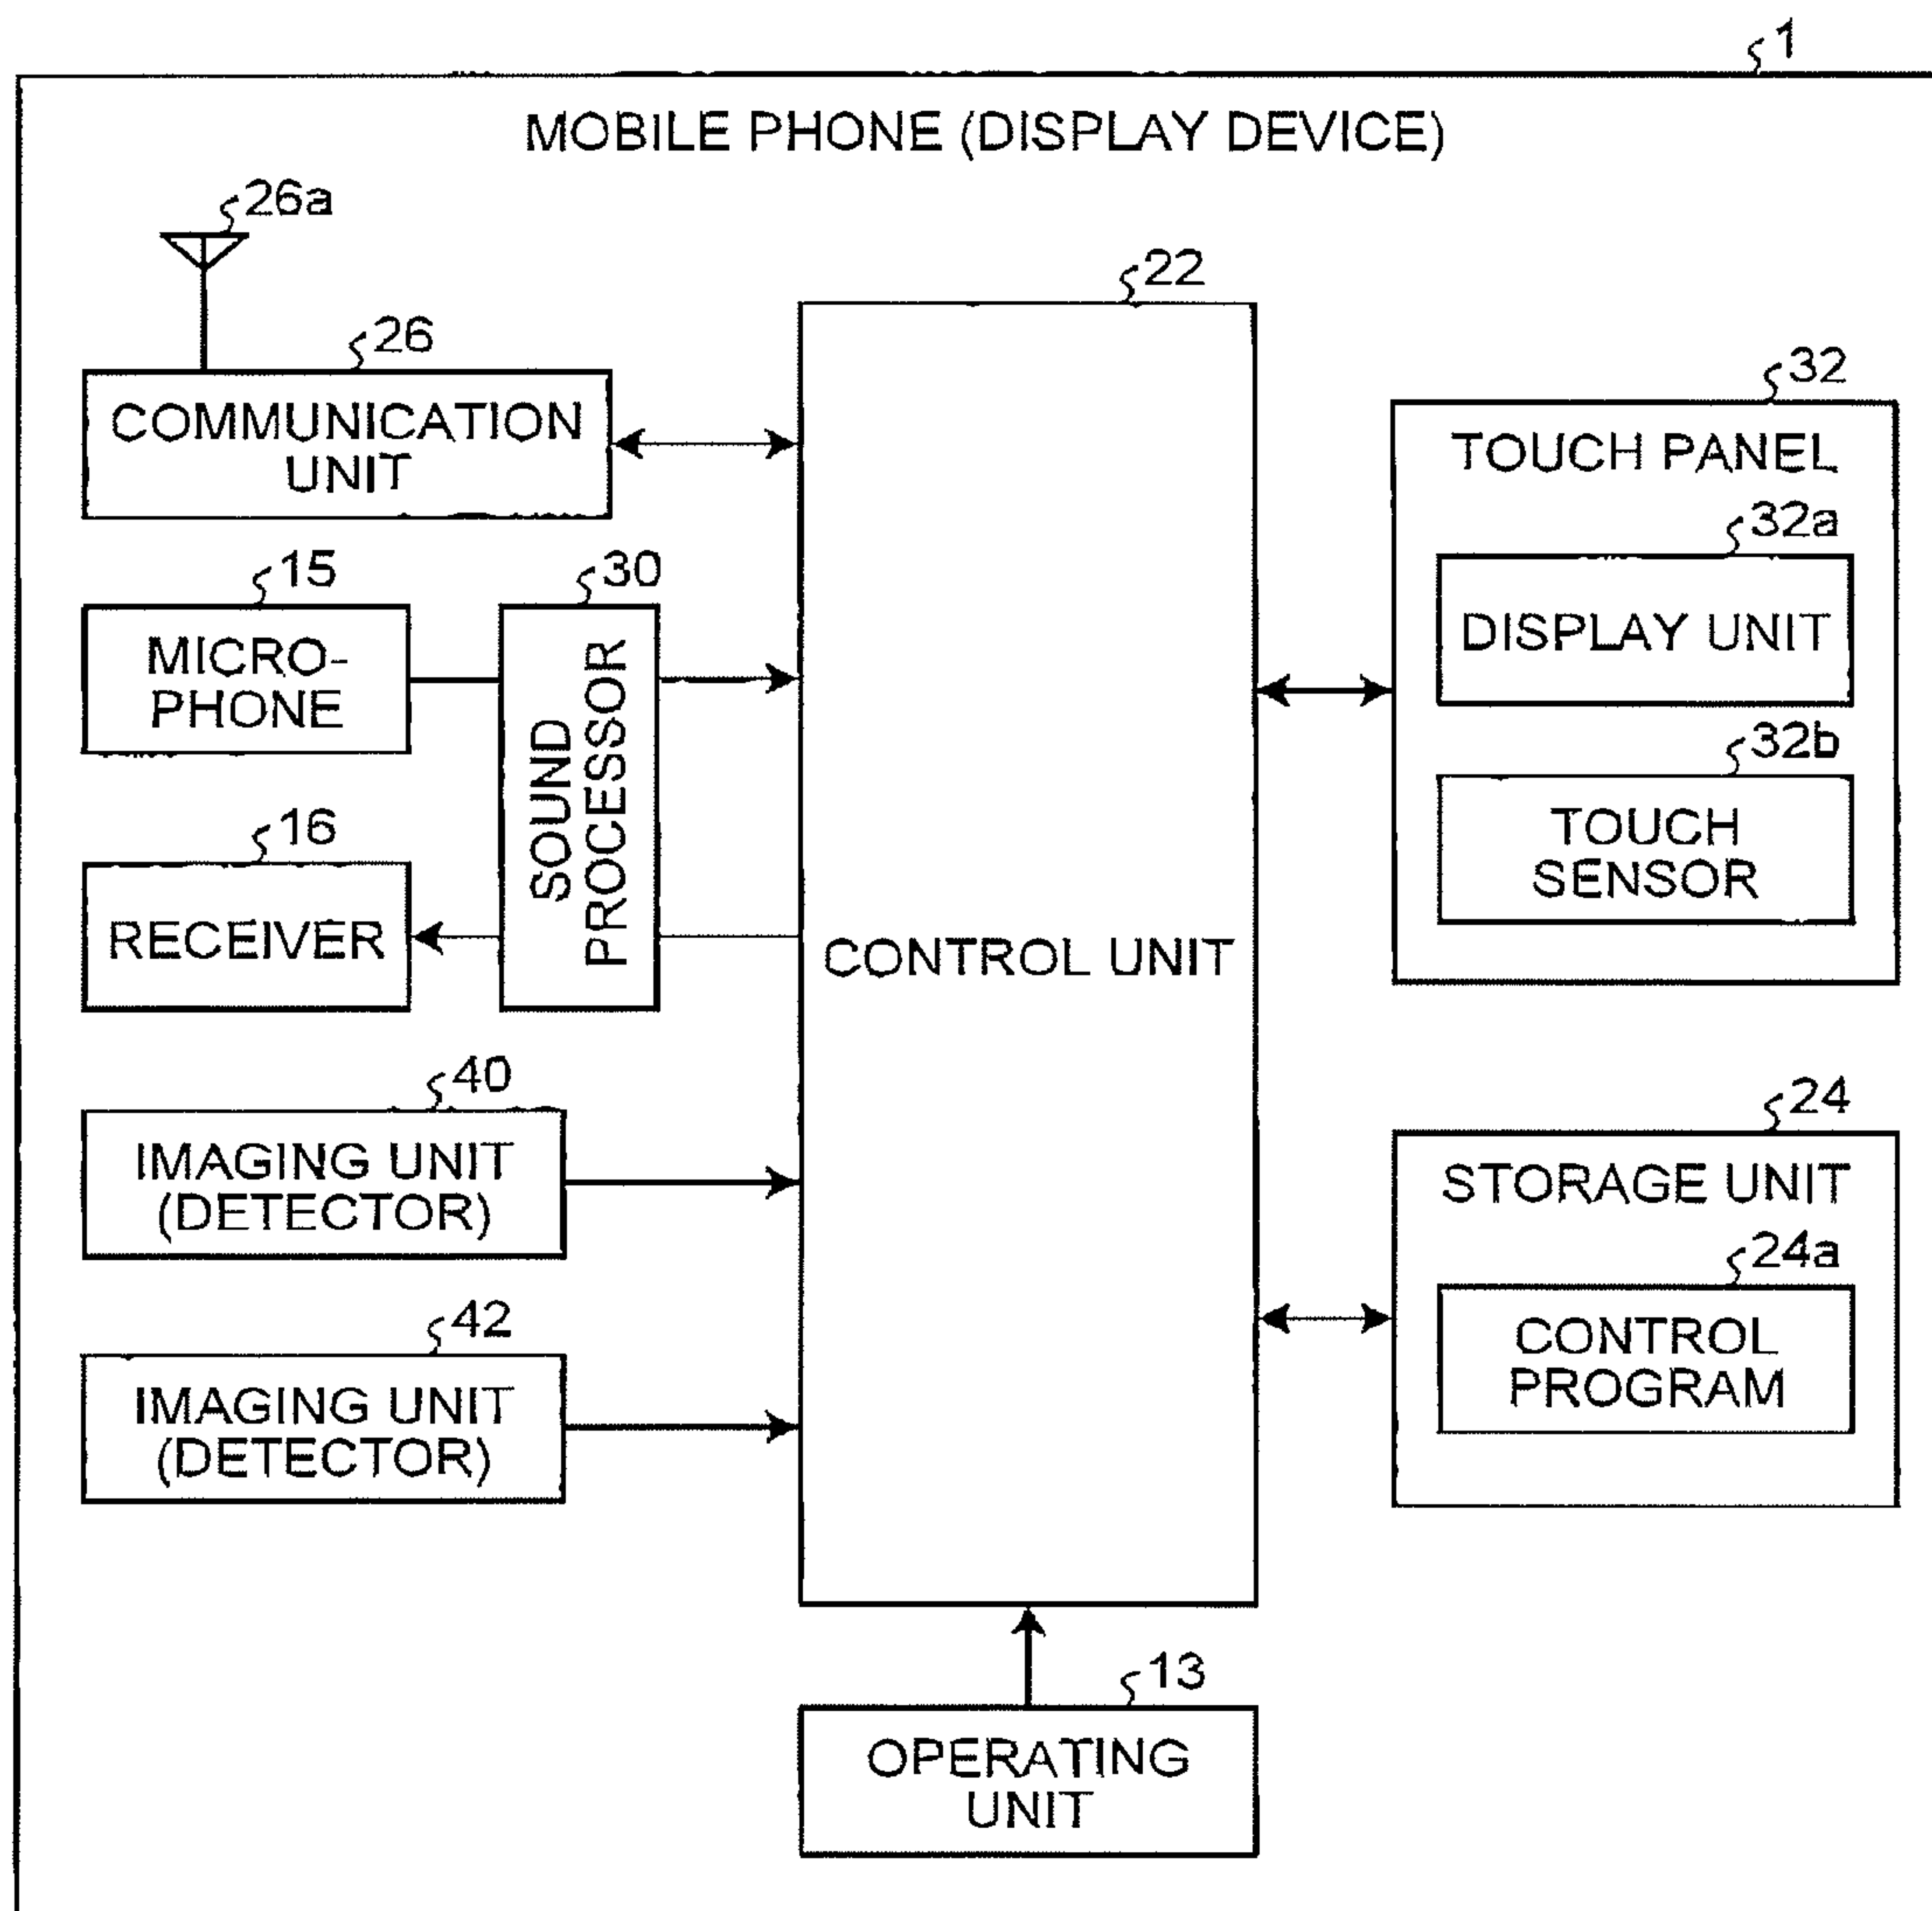 1
MOBILE PHONE (DISPLAY DEVICE)
26a
22
26
COMMUNICATION
UNIT
32
TOUCH PANEL
32a
DISPLAY UNIT
32b
TOUCH
SENSOR
15
MICRO-
PHONE
30
SOUND
PROCESSOR
16
RECEIVER
CONTROL UNIT
40
IMAGING UNIT
(DETECTOR)
24
STORAGE UNIT
24a
CONTROL
PROGRAM
42
IMAGING UNIT
(DETECTOR)
13
OPERATING
UNIT